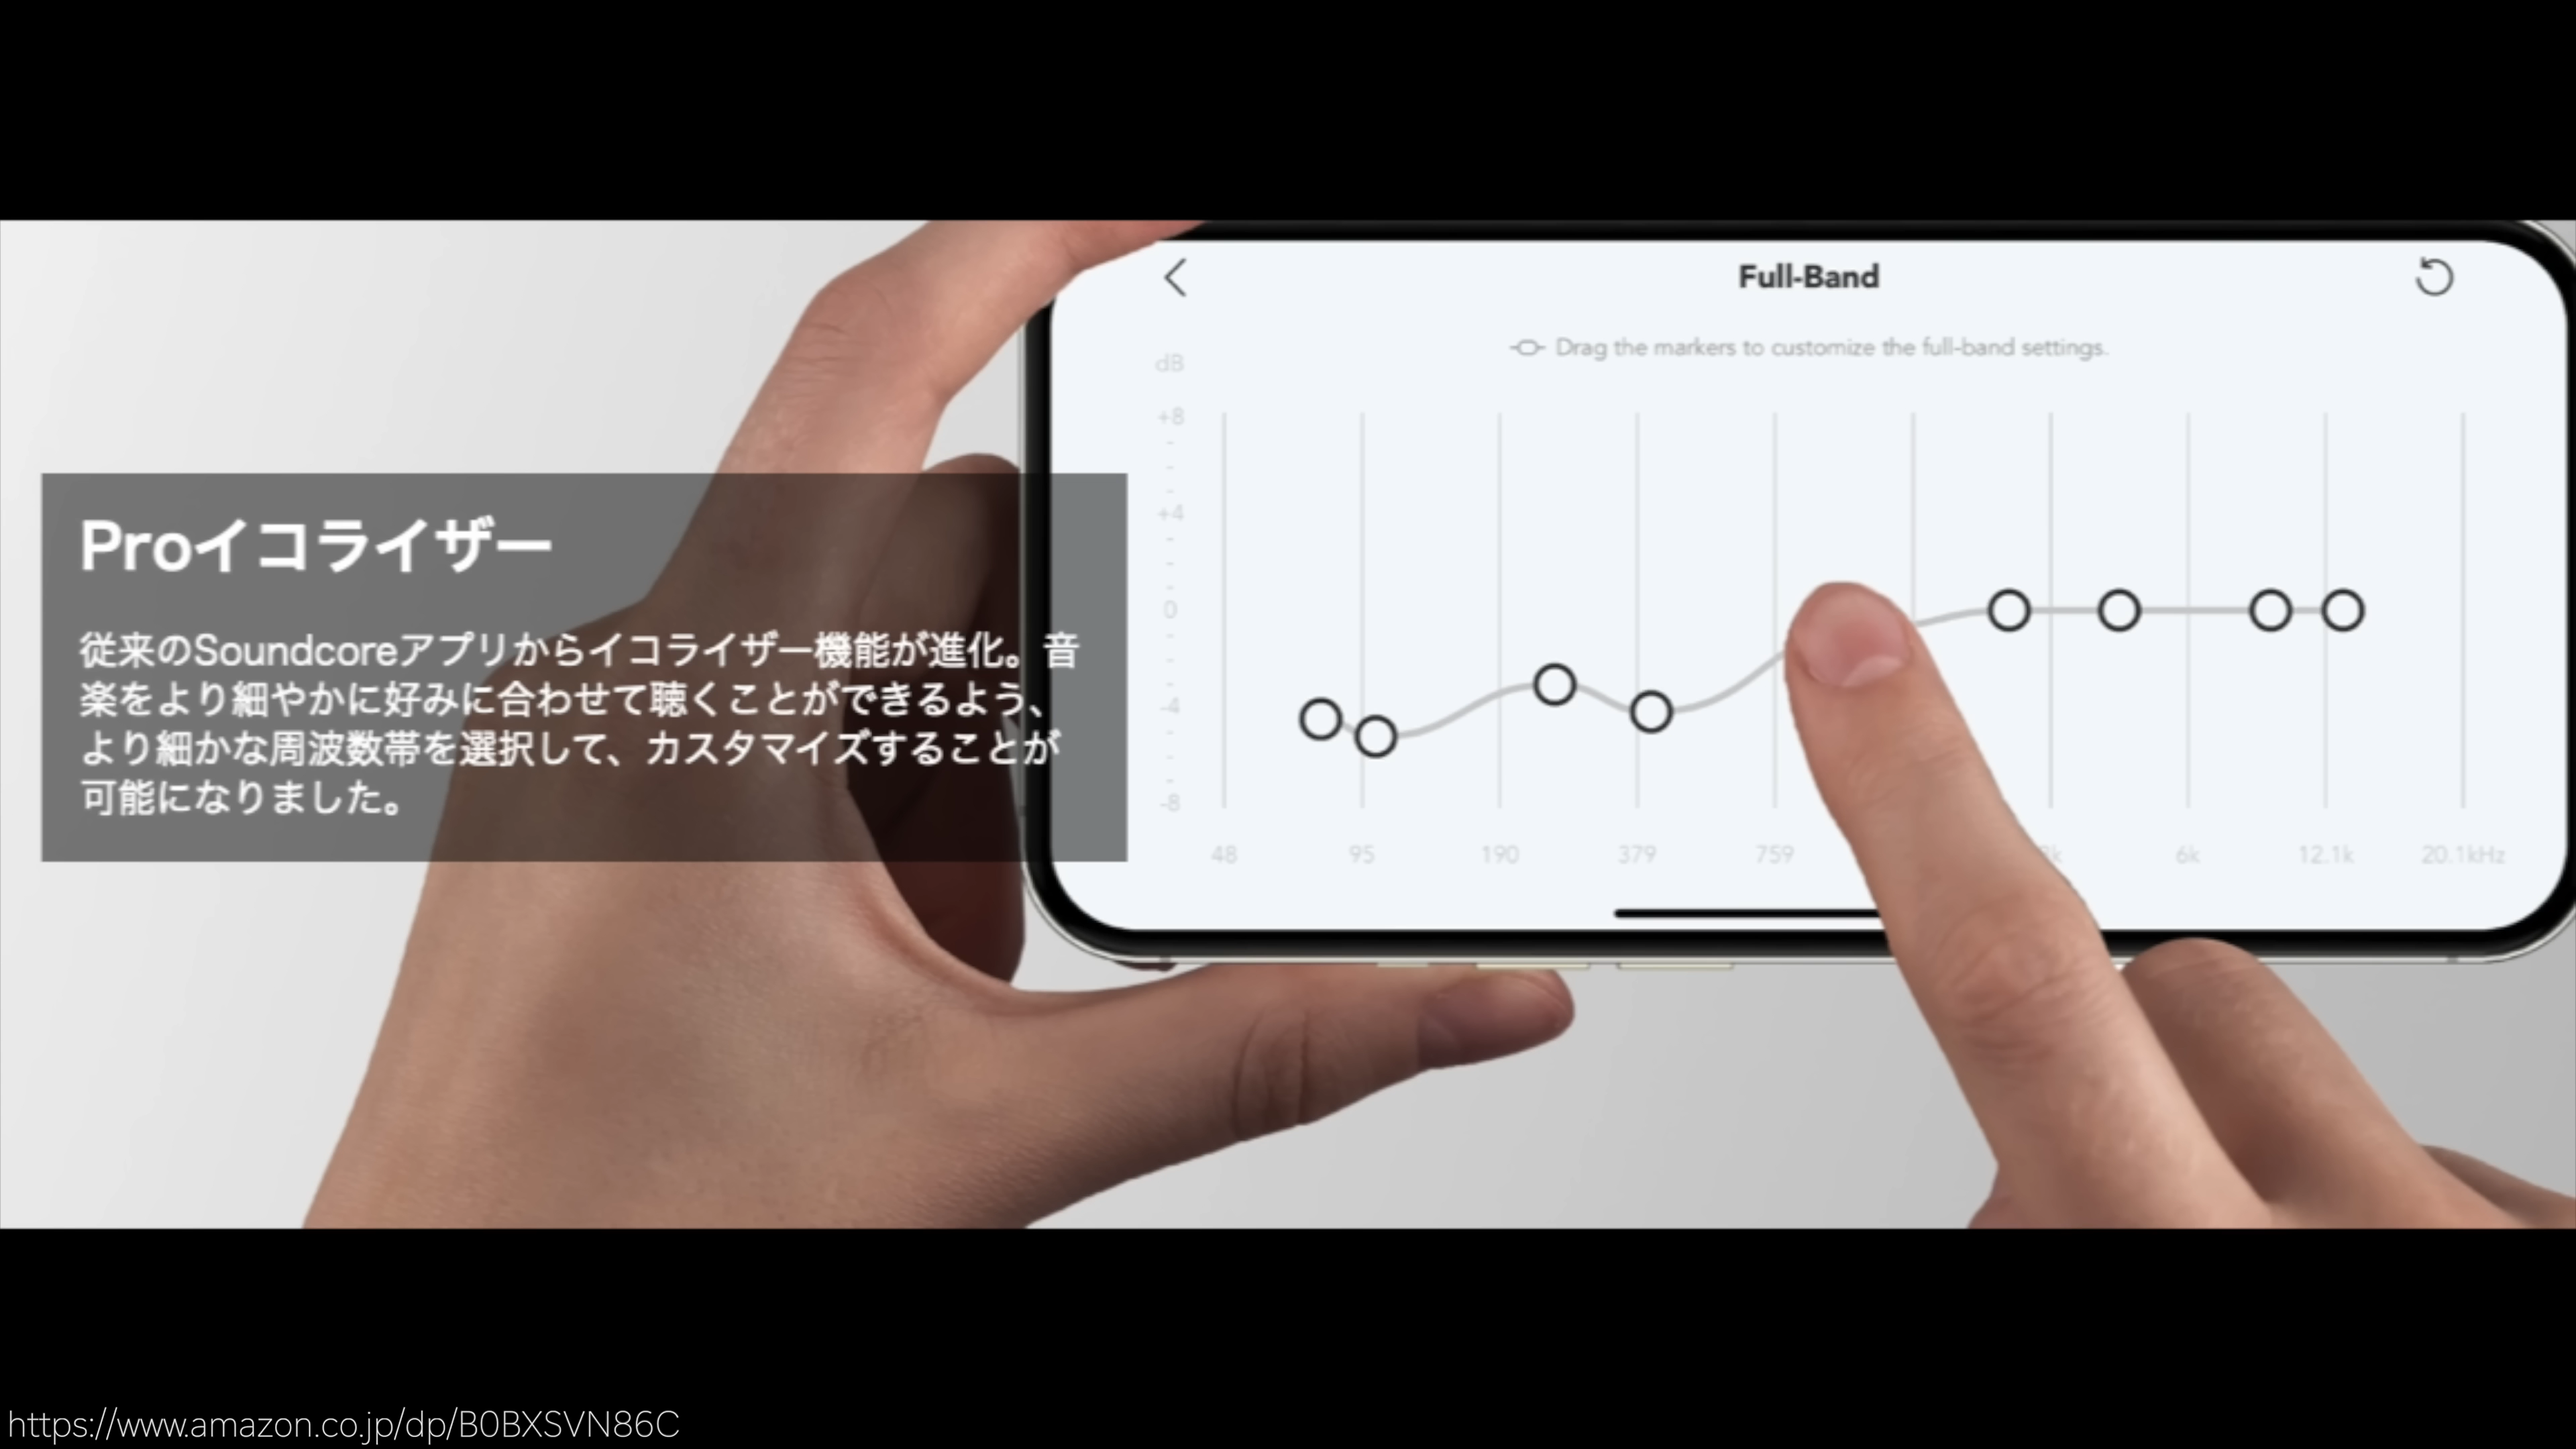 Full-Band
Drag the markers to customize the full-band settings.
dB
+8
+4
0
-4
-8
48 95 190 379 759 6k 12.1k 20.1kHz
Proイコライザー
従来のSoundcoreアプリからイコライザー機能が進化。音
楽をより細やかに好みに合わせて聴くことができるよう、
より細かな周波数帯を選択して、カスタマイズすることが
可能になりました。
https://www.amazon.co.jp/dp/B0BXSVN86C